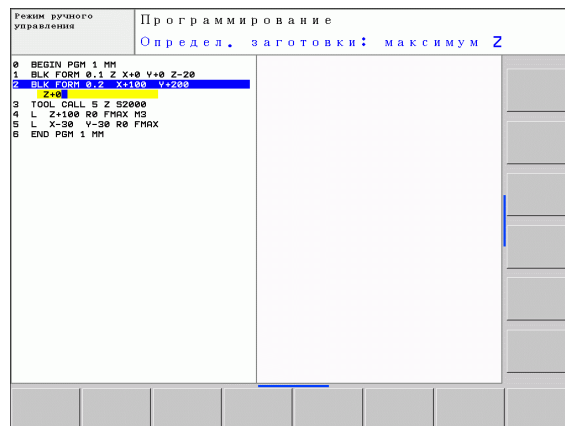 Режим ручного
управления
Программирование
Определ. заготовки: максимум Z
0 BEGIN PGM 1 MM
1 BLK FORM 0.1 Z X+0 Y+0 Z-20
2 BLK FORM 0.2 X+100 Y+200
Z+0
3 TOOL CALL 5 Z S2000
4 L Z+100 R0 FMAX M3
5 L X-30 Y-30 R0 FMAX
6 END PGM 1 MM